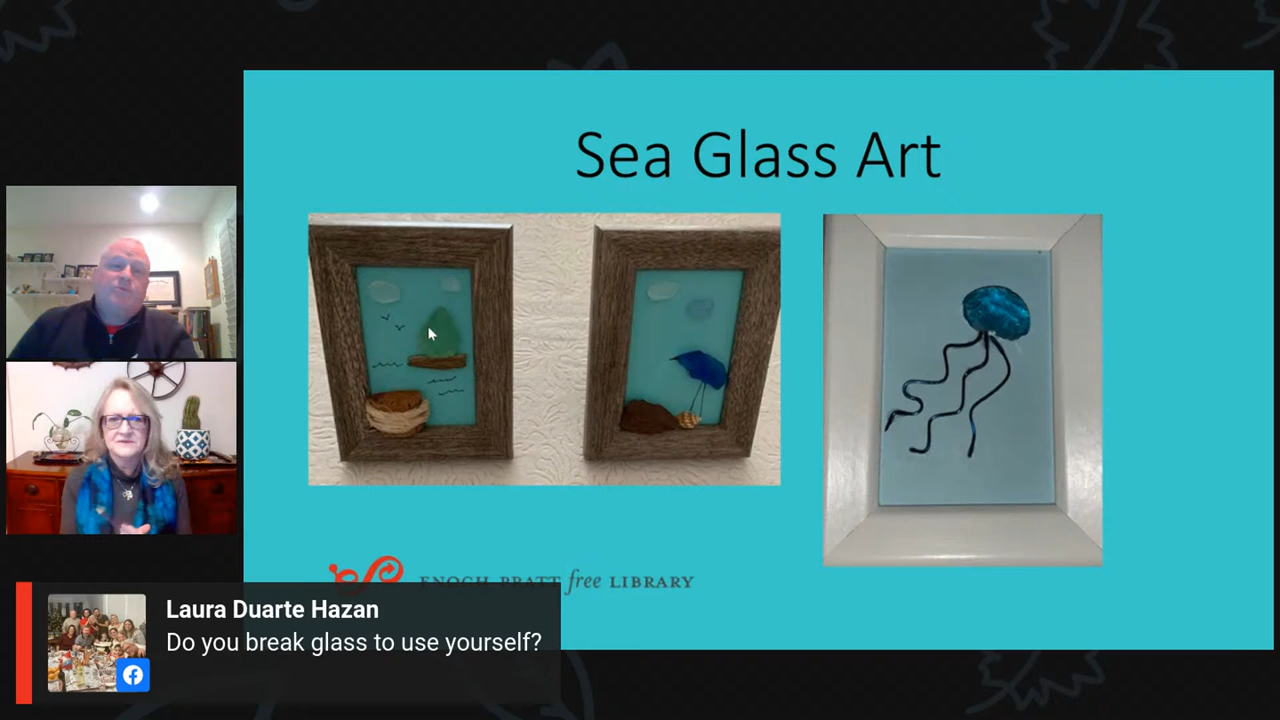 Sea Glass Art
ENOCH PRATT free LIBRARY
Laura Duarte Hazan
Do you break glass to use yourself?